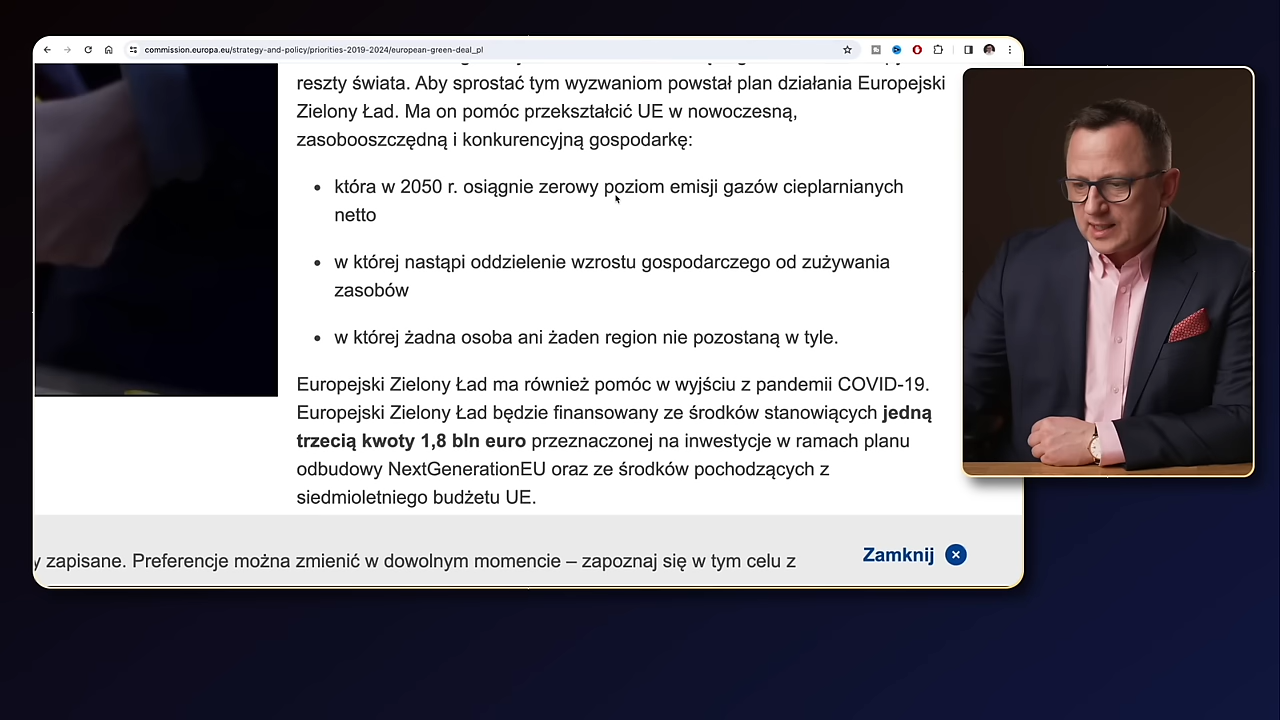 commission.europa.eu/strategy-and-policy/priorities-2019-2024/european-green-deal_pl
reszty świata. Aby sprostać tym wyzwaniom powstał plan działania Europejski
Zielony Ład. Ma on pomóc przekształcić UE w nowoczesną,
zasobooszczędną i konkurencyjną gospodarkę:
• która w 2050 r. osiągnie zerowy poziom emisji gazów cieplarnianych
netto
• w której nastąpi oddzielenie wzrostu gospodarczego od zużywania
zasobów
• w której żadna osoba ani żaden region nie pozostaną w tyle.
Europejski Zielony Ład ma również pomóc w wyjściu z pandemii COVID-19.
Europejski Zielony Ład będzie finansowany ze środków stanowiących jedną
trzecią kwoty 1,8 bln euro przeznaczonej na inwestycje w ramach planu
odbudowy NextGenerationEU oraz ze środków pochodzących z
siedmioletniego budżetu UE.
y zapisane. Preferencje można zmienić w dowolnym momencie – zapoznaj się w tym celu z
Zamknij